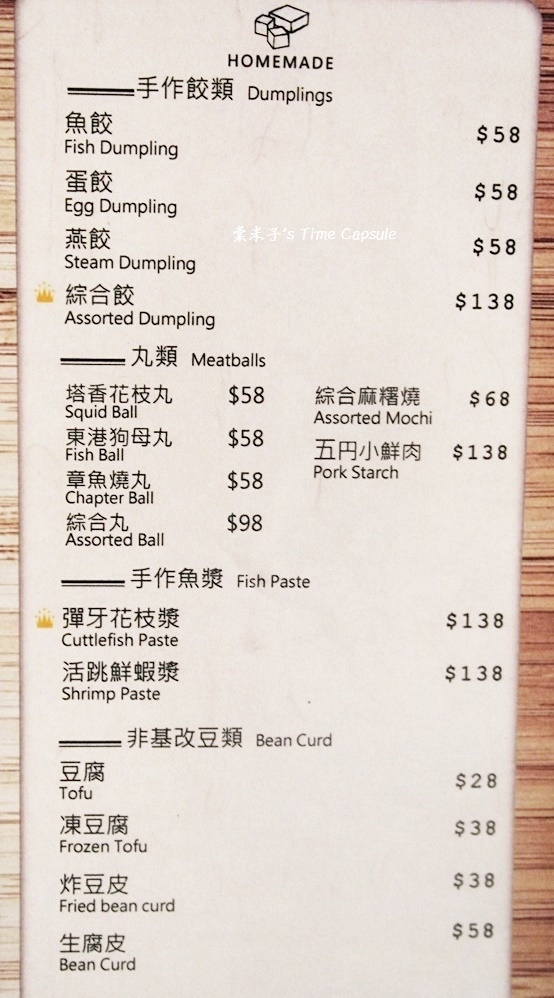 HOMEMADE
手作餃類 Dumplings
魚餃
Fish Dumpling $58
蛋餃
Egg Dumpling $58
棗米子's Time Capsule
燕餃
Steam Dumpling $58
綜合餃
Assorted Dumpling $138
丸類 Meatballs
塔香花枝丸 $58
Squid Ball
東港狗母丸 $58
Fish Ball
章魚燒丸 $58
Chapter Ball
綜合丸 $98
Assorted Ball
綜合麻糬燒 $68
Assorted Mochi
五円小鮮肉 $138
Pork Starch
手作魚漿 Fish Paste
彈牙花枝漿 $138
Cuttlefish Paste
活跳鮮蝦漿 $138
Shrimp Paste
非基改豆類 Bean Curd
豆腐 $28
Tofu
凍豆腐 $38
Frozen Tofu
炸豆皮 $38
Fried bean curd
生腐皮 $58
Bean Curd